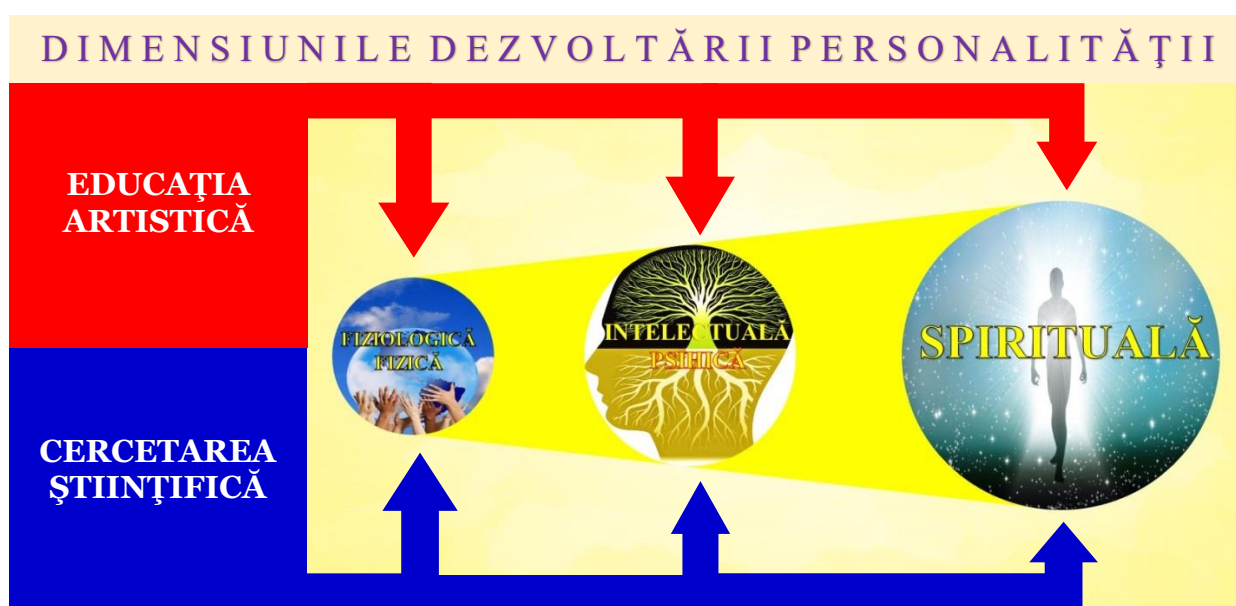 DIMENSIUNILE DEZVOLTĂRII PERSONALITĂŢII
EDUCAŢIA
ARTISTICĂ
FIZIOLOGICĂ
FIZICĂ
INTELECTUALĂ
PSIHICĂ
SPIRITUALĂ
CERCETAREA
ŞTIINŢIFICĂ